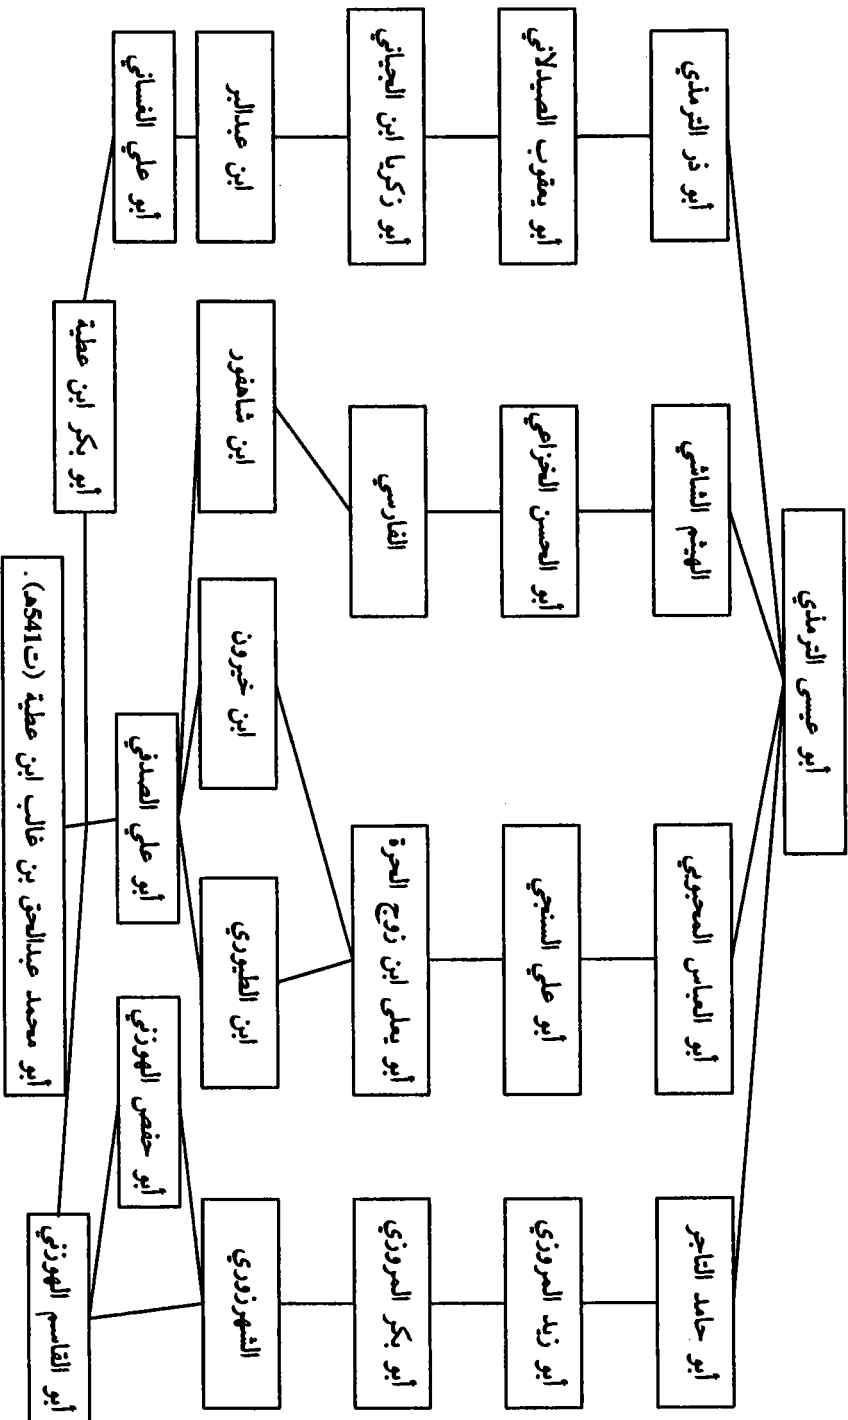 أبو عيسى الترمذي
أبو حامد التاجر
أبو العباس المحبوبي
الهيثم الشاشي
أبو ذر الترمذي
أبو زيد المروزي
أبو علي السنجي
أبو الحسن الخزاعي
أبو يعقوب الصيدلاني
أبو بكر المروزي
أبو يعلى ابن زوج الحرة
الفارسي
أبو زكريا ابن الجياني
الشهرزوري
ابن الطيوري
ابن خيرون
ابن شاهفور
ابن عبدالبر
أبو حفص الهوزني
أبو علي الصدفي
أبو علي الغساني
أبو القاسم الهوزني
أبو بكر ابن عطية
أبو محمد عبدالحق بن غالب ابن عطية (ت541هـ).